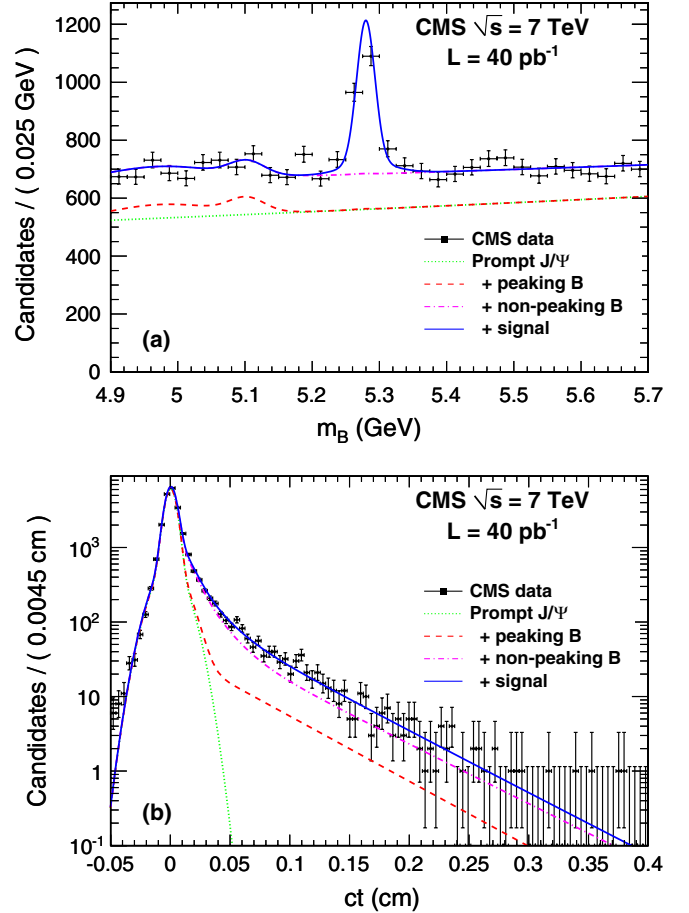 CMS √s = 7 TeV
L = 40 pb⁻¹
1200
1000
800
600
400
200
0
Candidates / ( 0.025 GeV )
CMS data
Prompt J/Ψ
+ peaking B
+ non-peaking B
+ signal
(a)
4.9 5 5.1 5.2 5.3 5.4 5.5 5.6 5.7
m_B (GeV)
CMS √s = 7 TeV
L = 40 pb⁻¹
10³
10²
10
1
10⁻¹
Candidates / ( 0.0045 cm )
CMS data
Prompt J/Ψ
+ peaking B
+ non-peaking B
+ signal
(b)
-0.05 0 0.05 0.1 0.15 0.2 0.25 0.3 0.35 0.4
ct (cm)